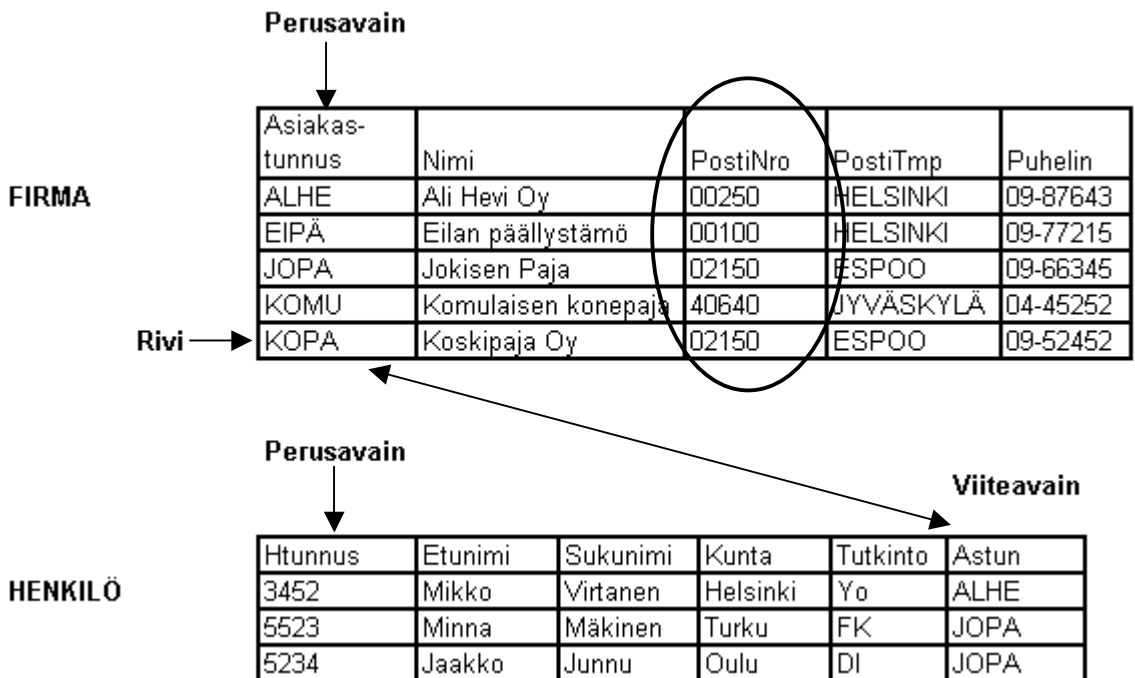 Perusavain
Asiakas-
tunnus Nimi PostiNro PostiTmp Puhelin
FIRMA ALHE Ali Hevi Oy 00250 HELSINKI 09-87643
EIPÄ Eilan päällystämö 00100 HELSINKI 09-77215
JOPA Jokisen Paja 02150 ESPOO 09-66345
KOMU Komulaisen konepaja 40640 JYVÄSKYLÄ 04-45252
Rivi KOPA Koskipaja Oy 02150 ESPOO 09-52452
Perusavain
Viiteavain
Htunnus Etunimi Sukunimi Kunta Tutkinto Astun
HENKILÖ 3452 Mikko Virtanen Helsinki Yo ALHE
5523 Minna Mäkinen Turku FK JOPA
5234 Jaakko Junnu Oulu DI JOPA